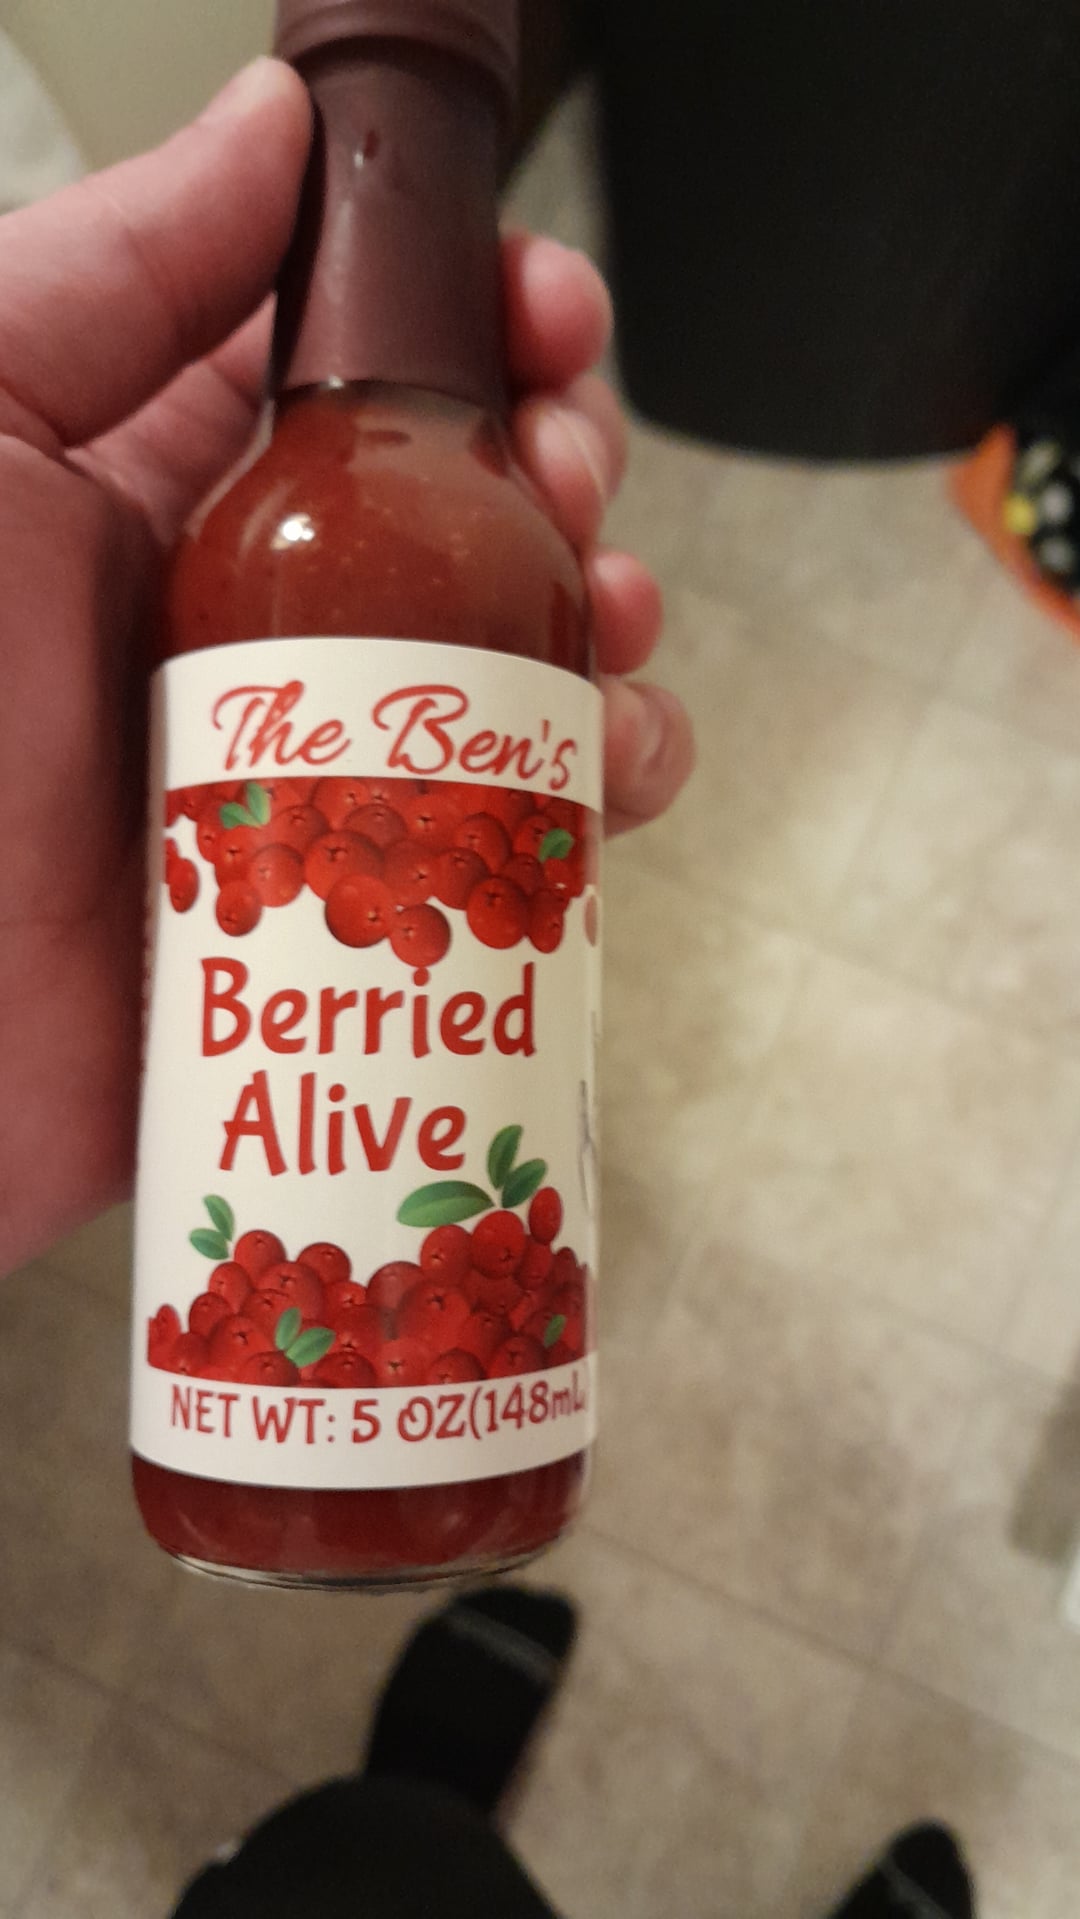 The Ben's
Berried
Alive
NET WT: 5 OZ(148mL)